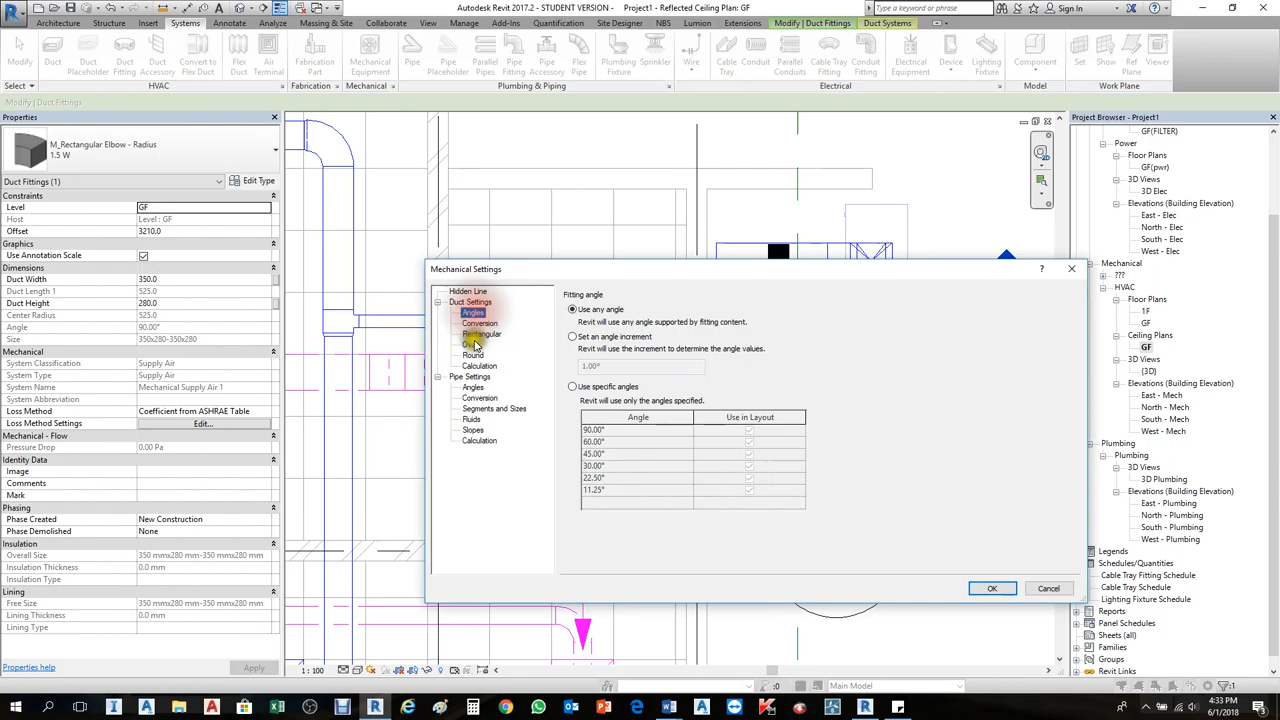 Autodesk Revit 2017.2 - STUDENT VERSION - Project1 - Reflected Ceiling Plan: GF
Type a keyword or phrase
Sign In
Architecture Structure Insert Systems Annotate Analyze Massing & Site Collaborate View Manage Add-Ins Quantification Site Designer NBS Lumion Extensions Modify | Duct Fittings Duct Systems
Modify Duct Duct Placeholder Duct Fitting Duct Accessory Convert to Flex Duct Flex Duct Air Terminal Fabrication Part Mechanical Equipment Pipe Pipe Placeholder Parallel Pipes Pipe Fitting Pipe Accessory Flex Pipe Plumbing Fixture Sprinkler Wire Cable Tray Conduit Parallel Conduits Cable Tray Fitting Conduit Fitting Electrical Equipment Device Lighting Fixture Component Set Show Ref Plane Viewer
Select HVAC Fabrication Mechanical Plumbing & Piping Electrical Model Work Plane
Modify | Duct Fittings
Properties
M_Rectangular Elbow - Radius
1.5 W
Duct Fittings (1)
Edit Type
Constraints
Level GF
Host Level : GF
Offset 3210.0
Graphics
Use Annotation Scale
Dimensions
Duct Width 350.0
Duct Length 1 525.0
Duct Height 280.0
Center Radius 525.0
Angle 90.00°
Size 350x280-350x280
Mechanical
System Classification Supply Air
System Type Supply Air
System Name Mechanical Supply Air 1
System Abbreviation
Loss Method Coefficient from ASHRAE Table
Loss Method Settings Edit...
Mechanical - Flow
Pressure Drop 0.00 Pa
Identity Data
Image
Comments
Mark
Phasing
Phase Created New Construction
Phase Demolished None
Insulation
Overall Size 350 mmx280 mm-350 mmx280 mm
Insulation Thickness 0.0 mm
Insulation Type
Lining
Free Size 350 mmx280 mm-350 mmx280 mm
Lining Thickness 0.0 mm
Lining Type
Properties help
Apply
Mechanical Settings
?
Hidden Line
Duct Settings
Angles
Conversion
Rectangular
Round
Calculation
Pipe Settings
Angles
Conversion
Segments and Sizes
Fluids
Slopes
Calculation
Fitting angle
Use any angle
Revit will use any angle supported by fitting content.
Set an angle increment
Revit will use the increment to determine the angle values.
1.00°
Use specific angles
Revit will use only the angles specified.
Angle Use in Layout
90.00°
60.00°
45.00°
30.00°
22.50°
11.25°
OK Cancel
1 : 100
:0
Main Model
:1
Project Browser - Project1
GF(FILTER)
Power
Floor Plans
GF(pwr)
3D Views
3D Elec
Elevations (Building Elevation)
East - Elec
North - Elec
South - Elec
West - Elec
Mechanical
???
HVAC
Floor Plans
1F
GF
Ceiling Plans
GF
3D Views
{3D}
Elevations (Building Elevation)
East - Mech
North - Mech
South - Mech
West - Mech
Plumbing
Plumbing
3D Views
3D Plumbing
Elevations (Building Elevation)
East - Plumbing
North - Plumbing
South - Plumbing
West - Plumbing
Legends
Schedules/Quantities
Cable Tray Fitting Schedule
Cable Tray Schedule
Lighting Fixture Schedule
Reports
Panel Schedules
Sheets (all)
Families
Groups
Revit Links
4:33 PM
6/1/2018